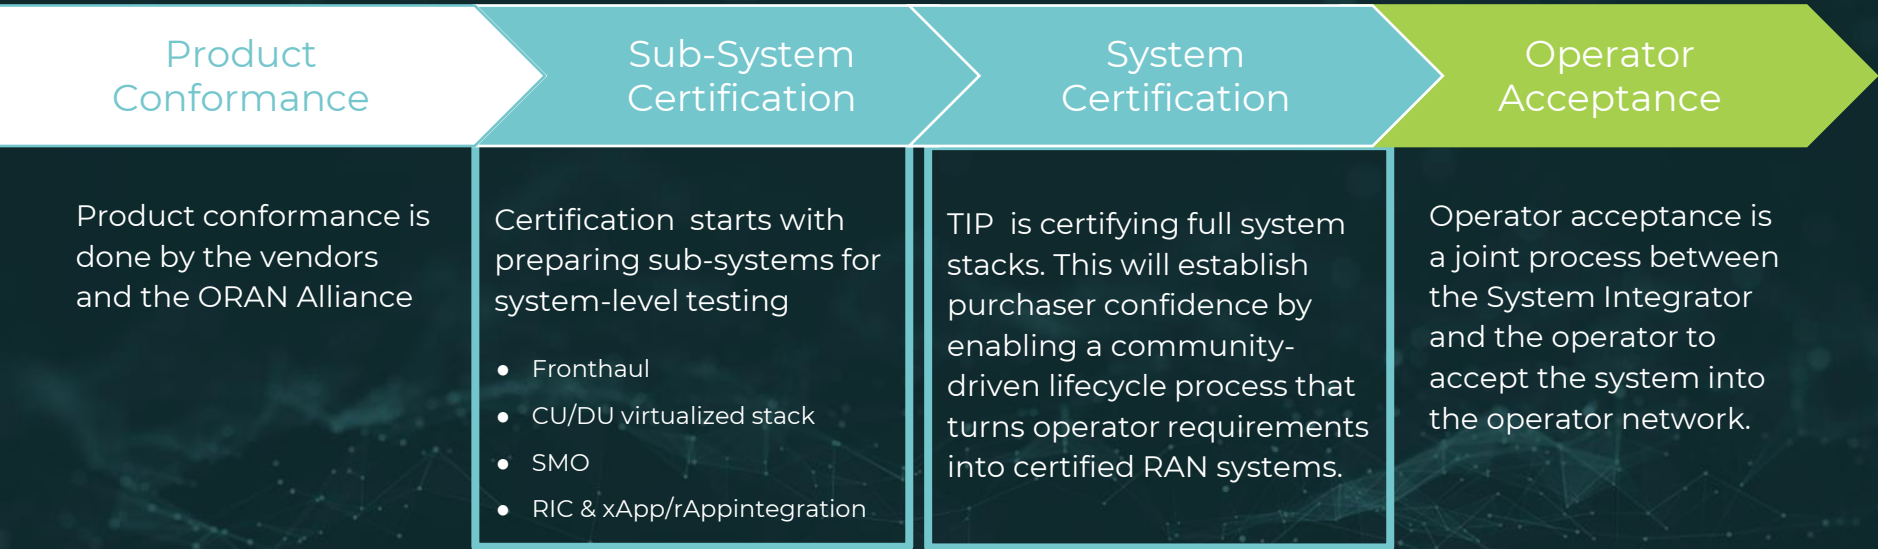 Product
Conformance
Sub-System
Certification
System
Certification
Operator
Acceptance
Product conformance is
done by the vendors
and the ORAN Alliance
Certification  starts with
preparing sub-systems for
system-level testing
● Fronthaul
● CU/DU virtualized stack
● SMO
● RIC & xApp/rAppintegration
TIP  is certifying full system
stacks. This will establish
purchaser confidence by
enabling a community-
driven lifecycle process that
turns operator requirements
into certified RAN systems.
Operator acceptance is
a joint process between
the System Integrator
and the operator to
accept the system into
the operator network.